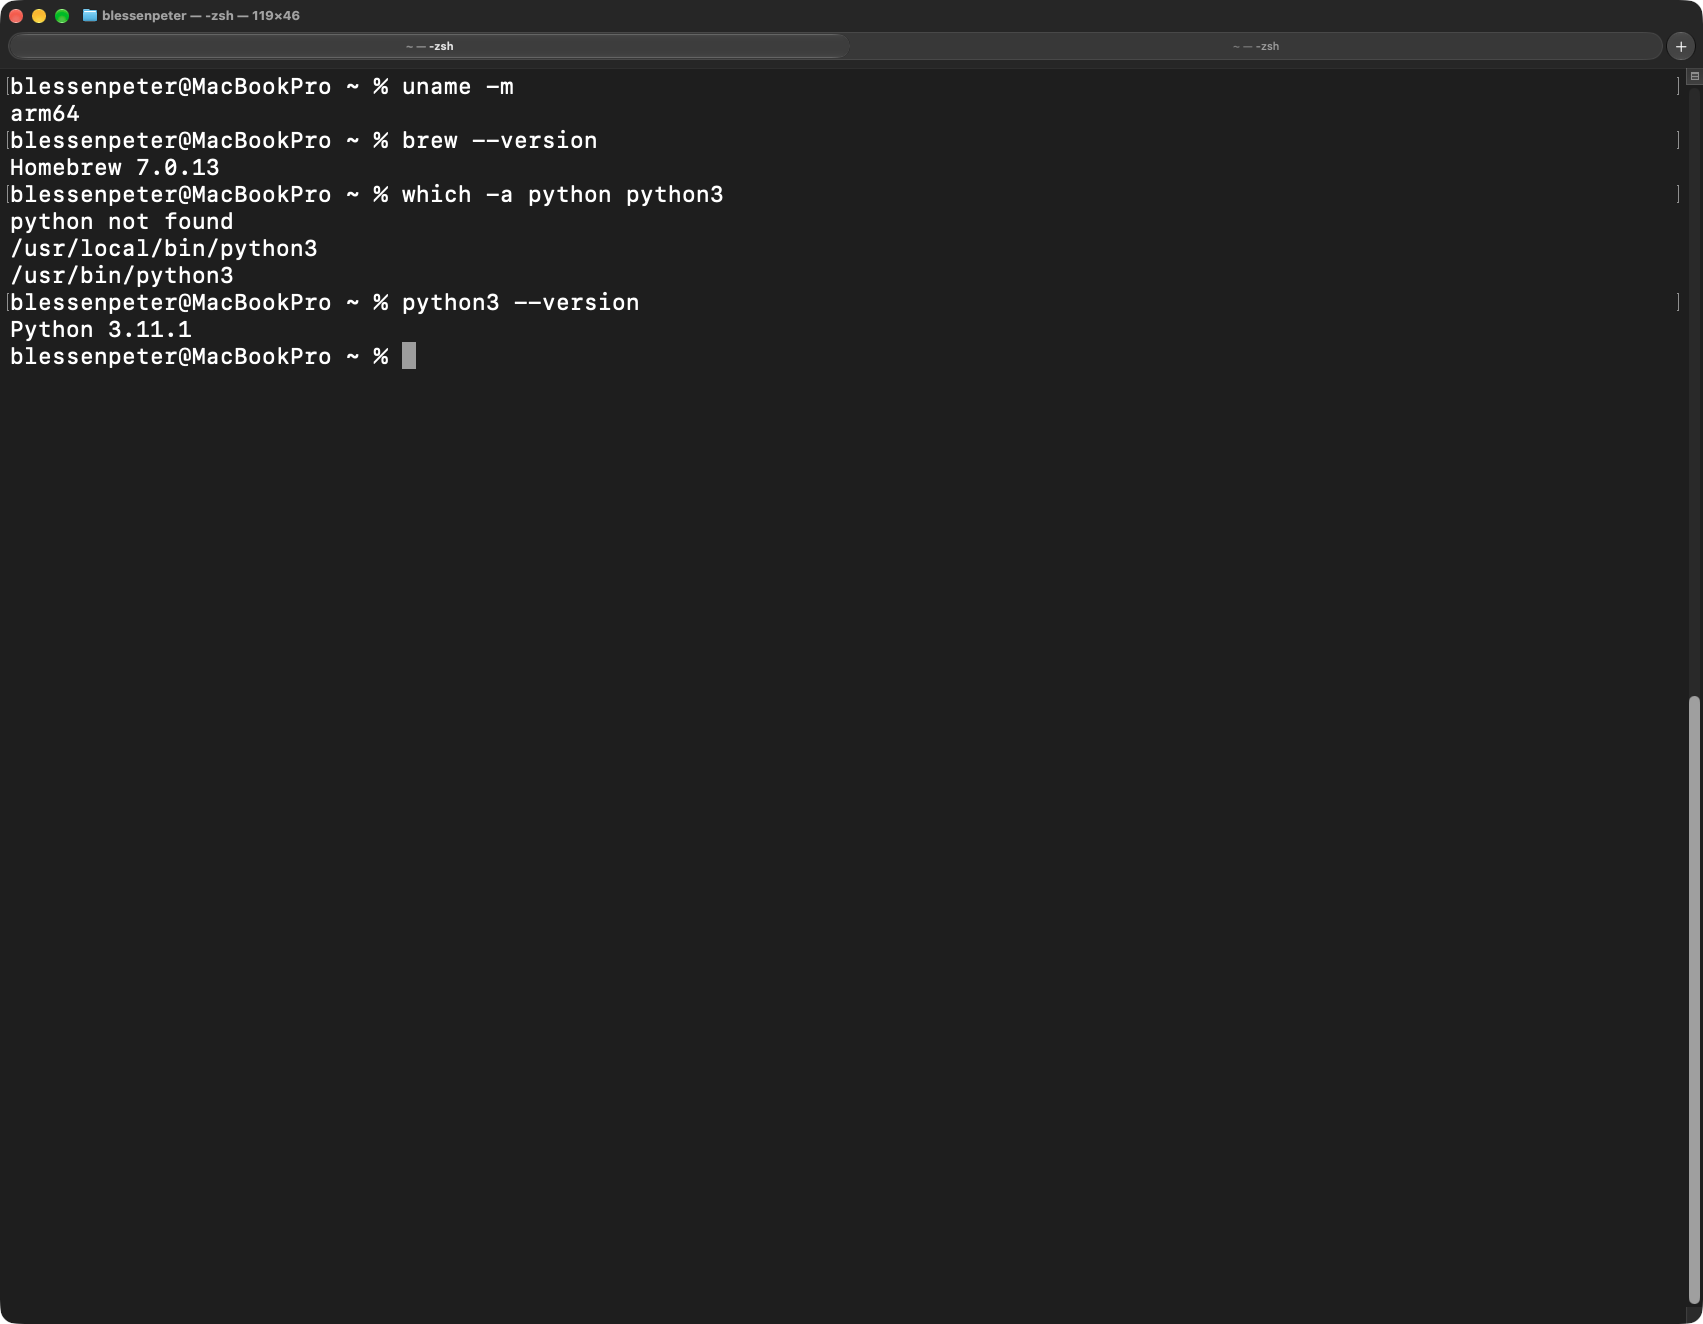 blessenpeter — -zsh — 119×46
~ — -zsh
~ — -zsh
blessenpeter@MacBookPro ~ % uname -m
arm64
blessenpeter@MacBookPro ~ % brew --version
Homebrew 7.0.13
blessenpeter@MacBookPro ~ % which -a python python3
python not found
/usr/local/bin/python3
/usr/bin/python3
blessenpeter@MacBookPro ~ % python3 --version
Python 3.11.1
blessenpeter@MacBookPro ~ %